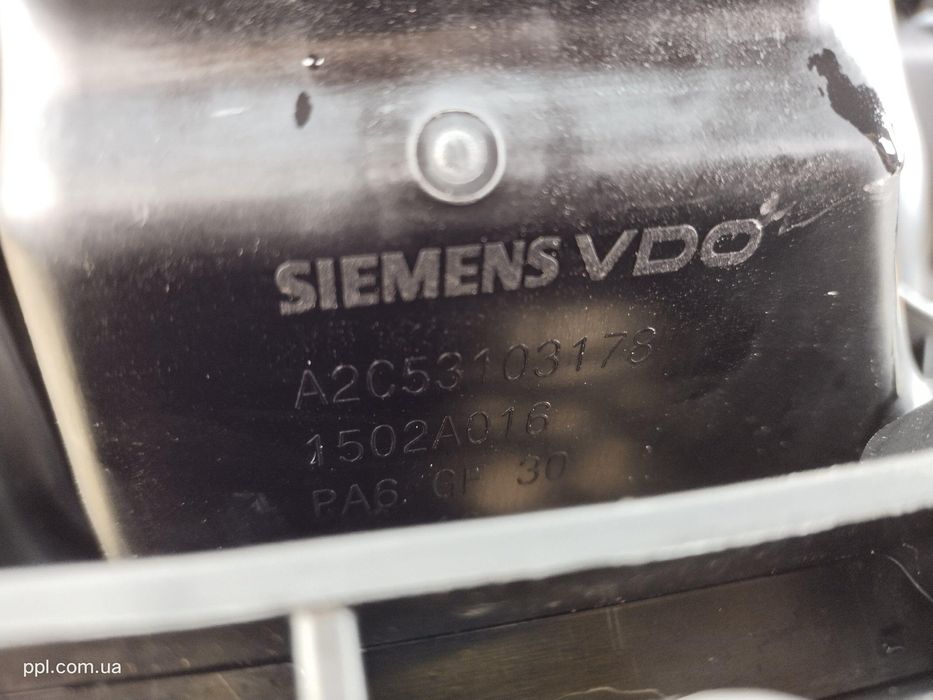 SIEMENS VDO
A2C53103178
1502A016
PA6 GF 30
ppl.com.ua